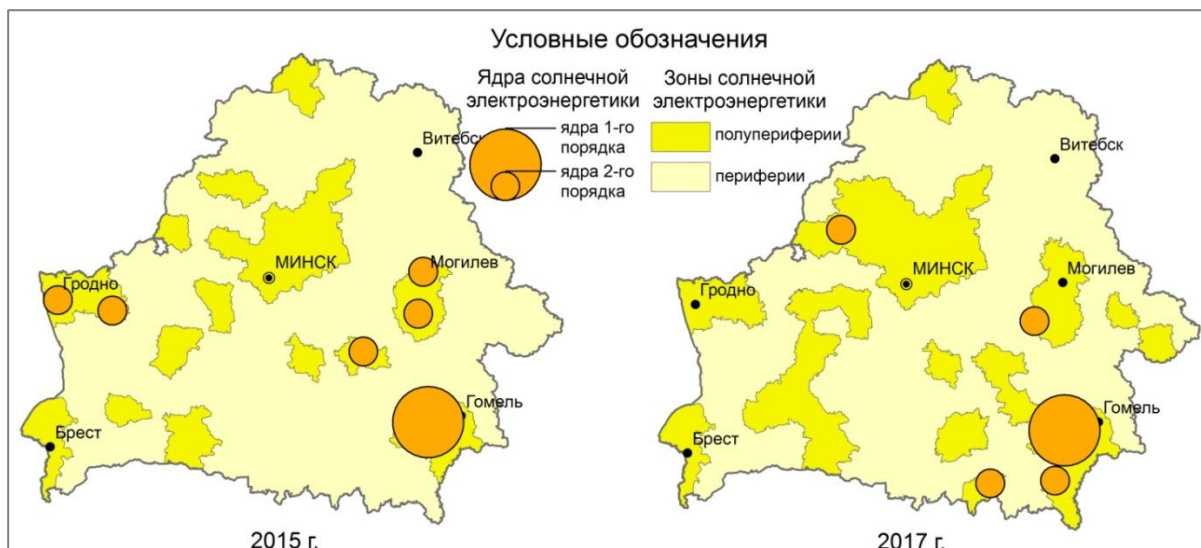 Условные обозначения
Ядра солнечной
электроэнергетики
ядра 1-го
порядка
ядра 2-го
порядка
Зоны солнечной
электроэнергетики
полупериферии
периферии
Витебск
МИНСК
Могилев
Гродно
Гомель
Брест
2015 г.
Витебск
МИНСК
Могилев
Гродно
Гомель
Брест
2017 г.